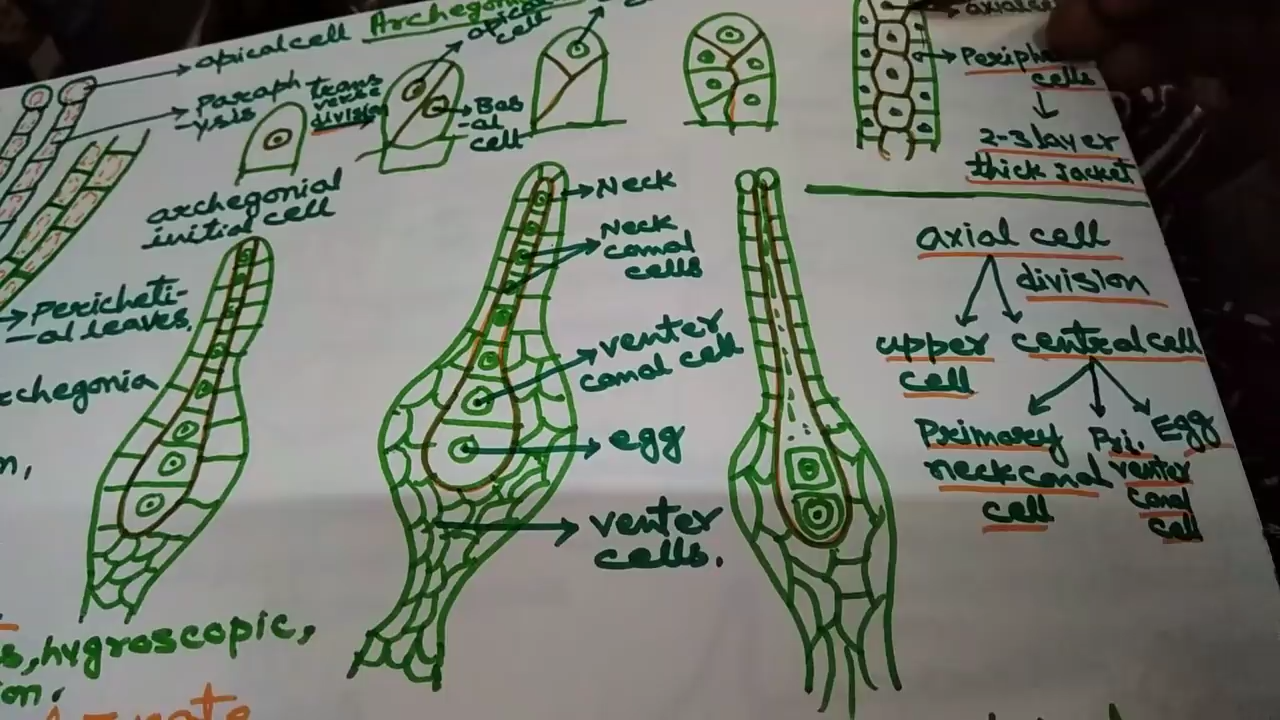 apical cell
Paraph
-ysis
trans
verse
division
apical
cell
Bas
-al
cell
archegonial
initial cell
Pericheti-
-al leaves.
Neck
Neck
canal
cells
venter
canal cell
egg
venter
cells.
cells
2-3 layer
thick jacket
axial cell
division
upper
cell
central cell
Primary
neck canal
cell
Pri.
venter
canal
cell
Egg
hygroscopic,